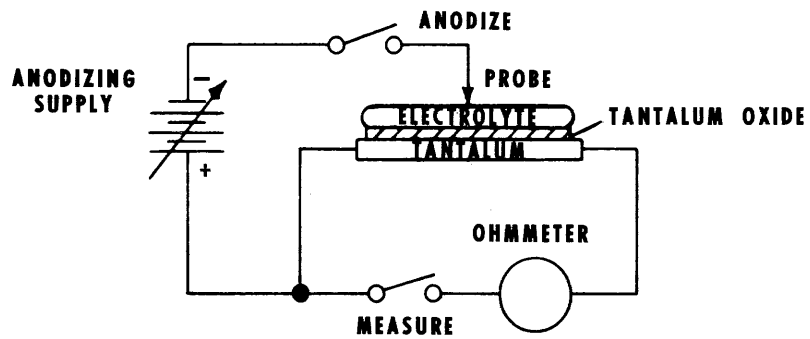 ANODIZE
ANODIZING
SUPPLY
−
+
PROBE
ELECTROLYTE
TANTALUM OXIDE
TANTALUM
OHMMETER
MEASURE